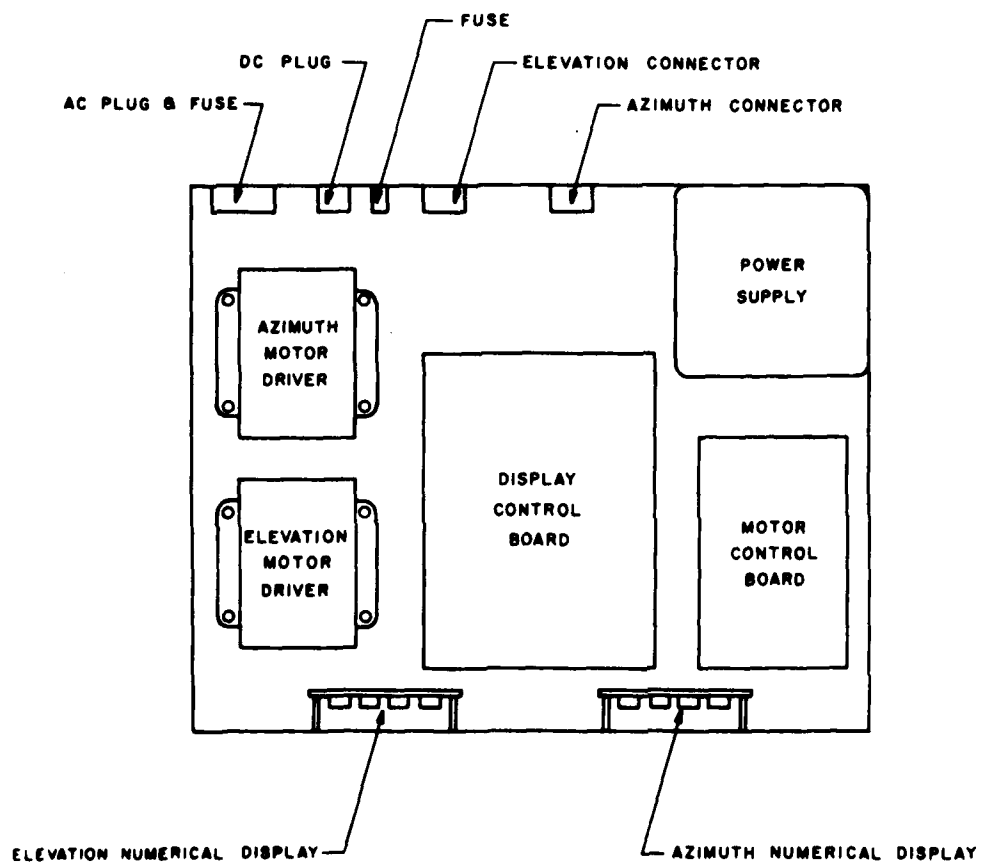 FUSE
DC PLUG
ELEVATION CONNECTOR
AC PLUG & FUSE
AZIMUTH CONNECTOR
POWER
SUPPLY
AZIMUTH
MOTOR
DRIVER
DISPLAY
CONTROL
BOARD
MOTOR
CONTROL
BOARD
ELEVATION
MOTOR
DRIVER
ELEVATION NUMERICAL DISPLAY
AZIMUTH NUMERICAL DISPLAY